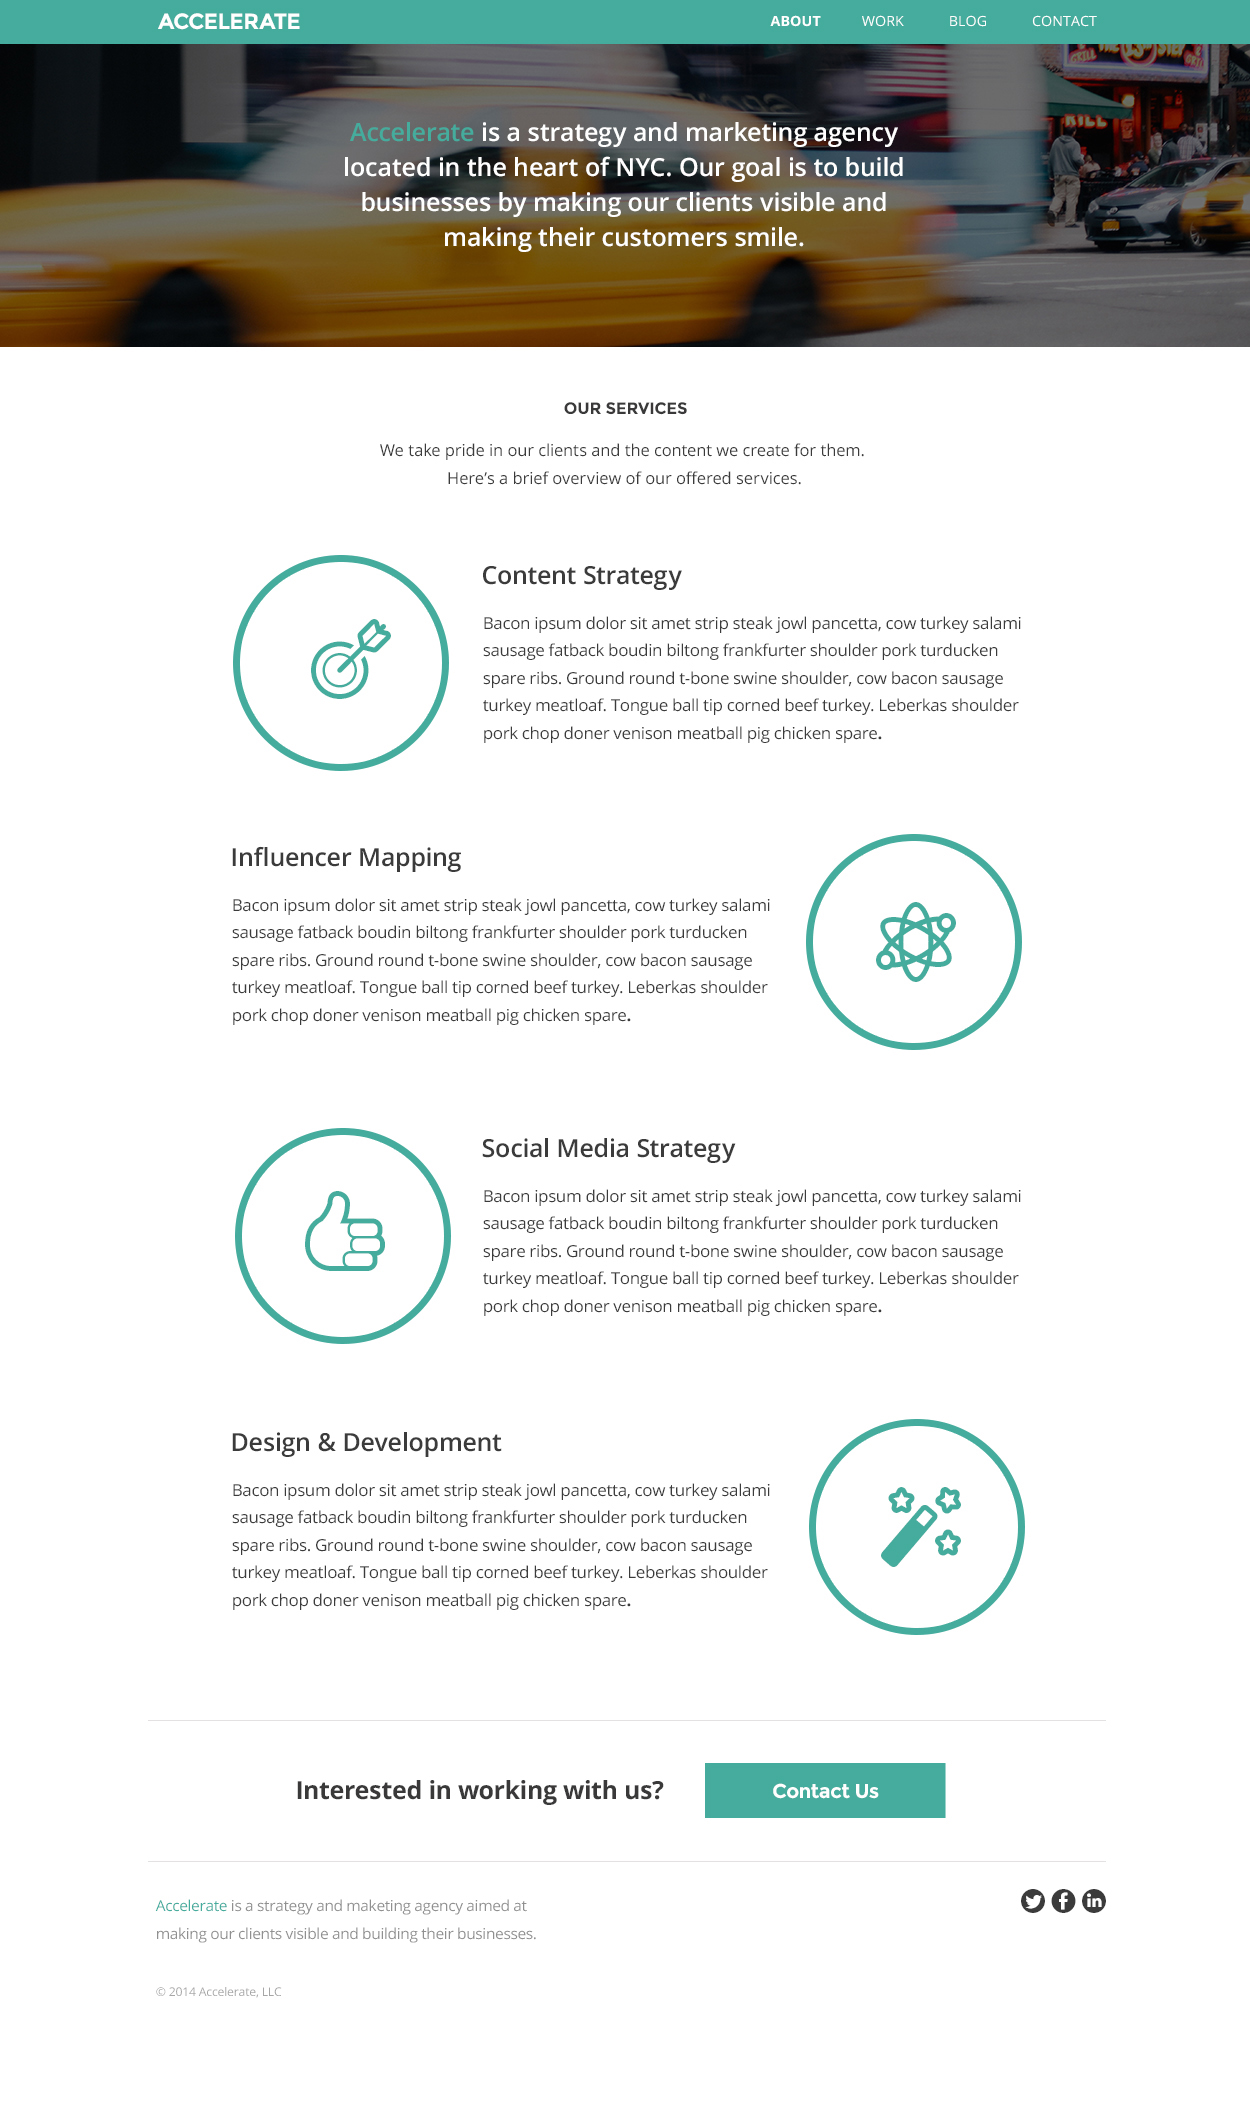 ACCELERATE
ABOUT WORK BLOG CONTACT
Accelerate is a strategy and marketing agency
located in the heart of NYC. Our goal is to build
businesses by making our clients visible and
making their customers smile.
OUR SERVICES
We take pride in our clients and the content we create for them.
Here's a brief overview of our offered services.
Content Strategy
Bacon ipsum dolor sit amet strip steak jowl pancetta, cow turkey salami
sausage fatback boudin biltong frankfurter shoulder pork turducken
spare ribs. Ground round t-bone swine shoulder, cow bacon sausage
turkey meatloaf. Tongue ball tip corned beef turkey. Leberkas shoulder
pork chop doner venison meatball pig chicken spare.
Influencer Mapping
Bacon ipsum dolor sit amet strip steak jowl pancetta, cow turkey salami
sausage fatback boudin biltong frankfurter shoulder pork turducken
spare ribs. Ground round t-bone swine shoulder, cow bacon sausage
turkey meatloaf. Tongue ball tip corned beef turkey. Leberkas shoulder
pork chop doner venison meatball pig chicken spare.
Social Media Strategy
Bacon ipsum dolor sit amet strip steak jowl pancetta, cow turkey salami
sausage fatback boudin biltong frankfurter shoulder pork turducken
spare ribs. Ground round t-bone swine shoulder, cow bacon sausage
turkey meatloaf. Tongue ball tip corned beef turkey. Leberkas shoulder
pork chop doner venison meatball pig chicken spare.
Design & Development
Bacon ipsum dolor sit amet strip steak jowl pancetta, cow turkey salami
sausage fatback boudin biltong frankfurter shoulder pork turducken
spare ribs. Ground round t-bone swine shoulder, cow bacon sausage
turkey meatloaf. Tongue ball tip corned beef turkey. Leberkas shoulder
pork chop doner venison meatball pig chicken spare.
Interested in working with us?
Contact Us
Accelerate is a strategy and maketing agency aimed at
making our clients visible and building their businesses.
© 2014 Accelerate, LLC